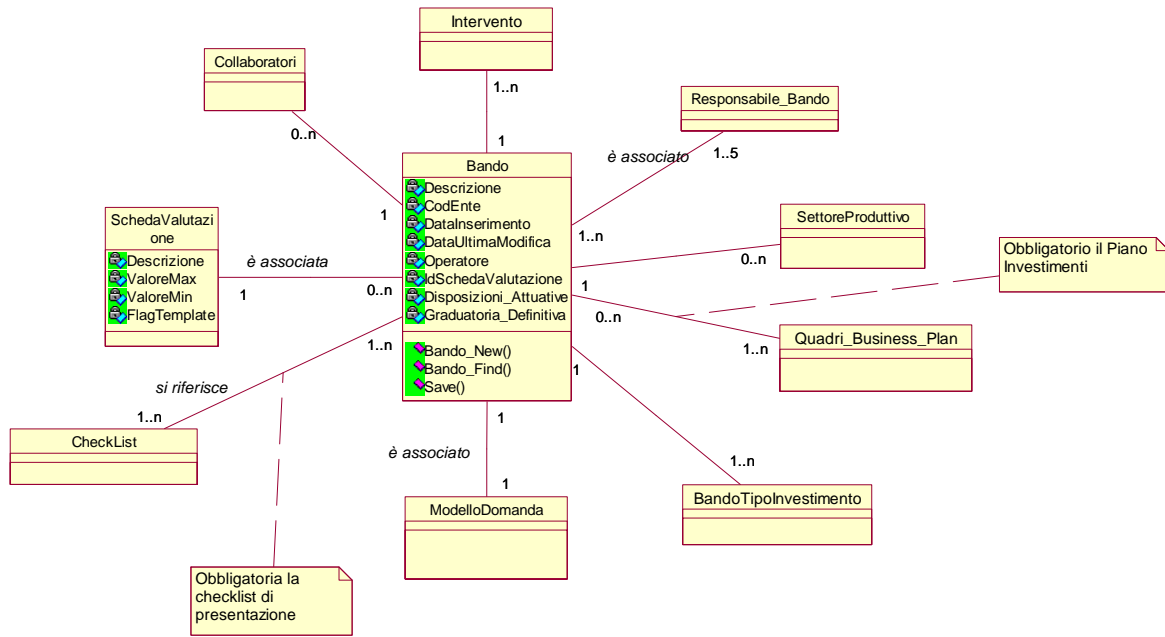 Intervento
1..n
1
Collaboratori
0..n
1
Responsabile_Bando
1..5
è associato
1..n
Bando
Descrizione
CodEnte
DataInserimento
DataUltimaModifica
Operatore
IdSchedaValutazione
Disposizioni_Attuative
Graduatoria_Definitiva
Bando_New()
Bando_Find()
Save()
SchedaValutazi
one
Descrizione
ValoreMax
ValoreMin
FlagTemplate
è associata
1
0..n
SettoreProduttivo
0..n
1
Obbligatorio il Piano
Investimenti
0..n
1..n
Quadri_Business_Plan
1..n
si riferisce
1..n
CheckList
1
è associato
1
ModelloDomanda
1
1..n
BandoTipoInvestimento
Obbligatoria la
checklist di
presentazione